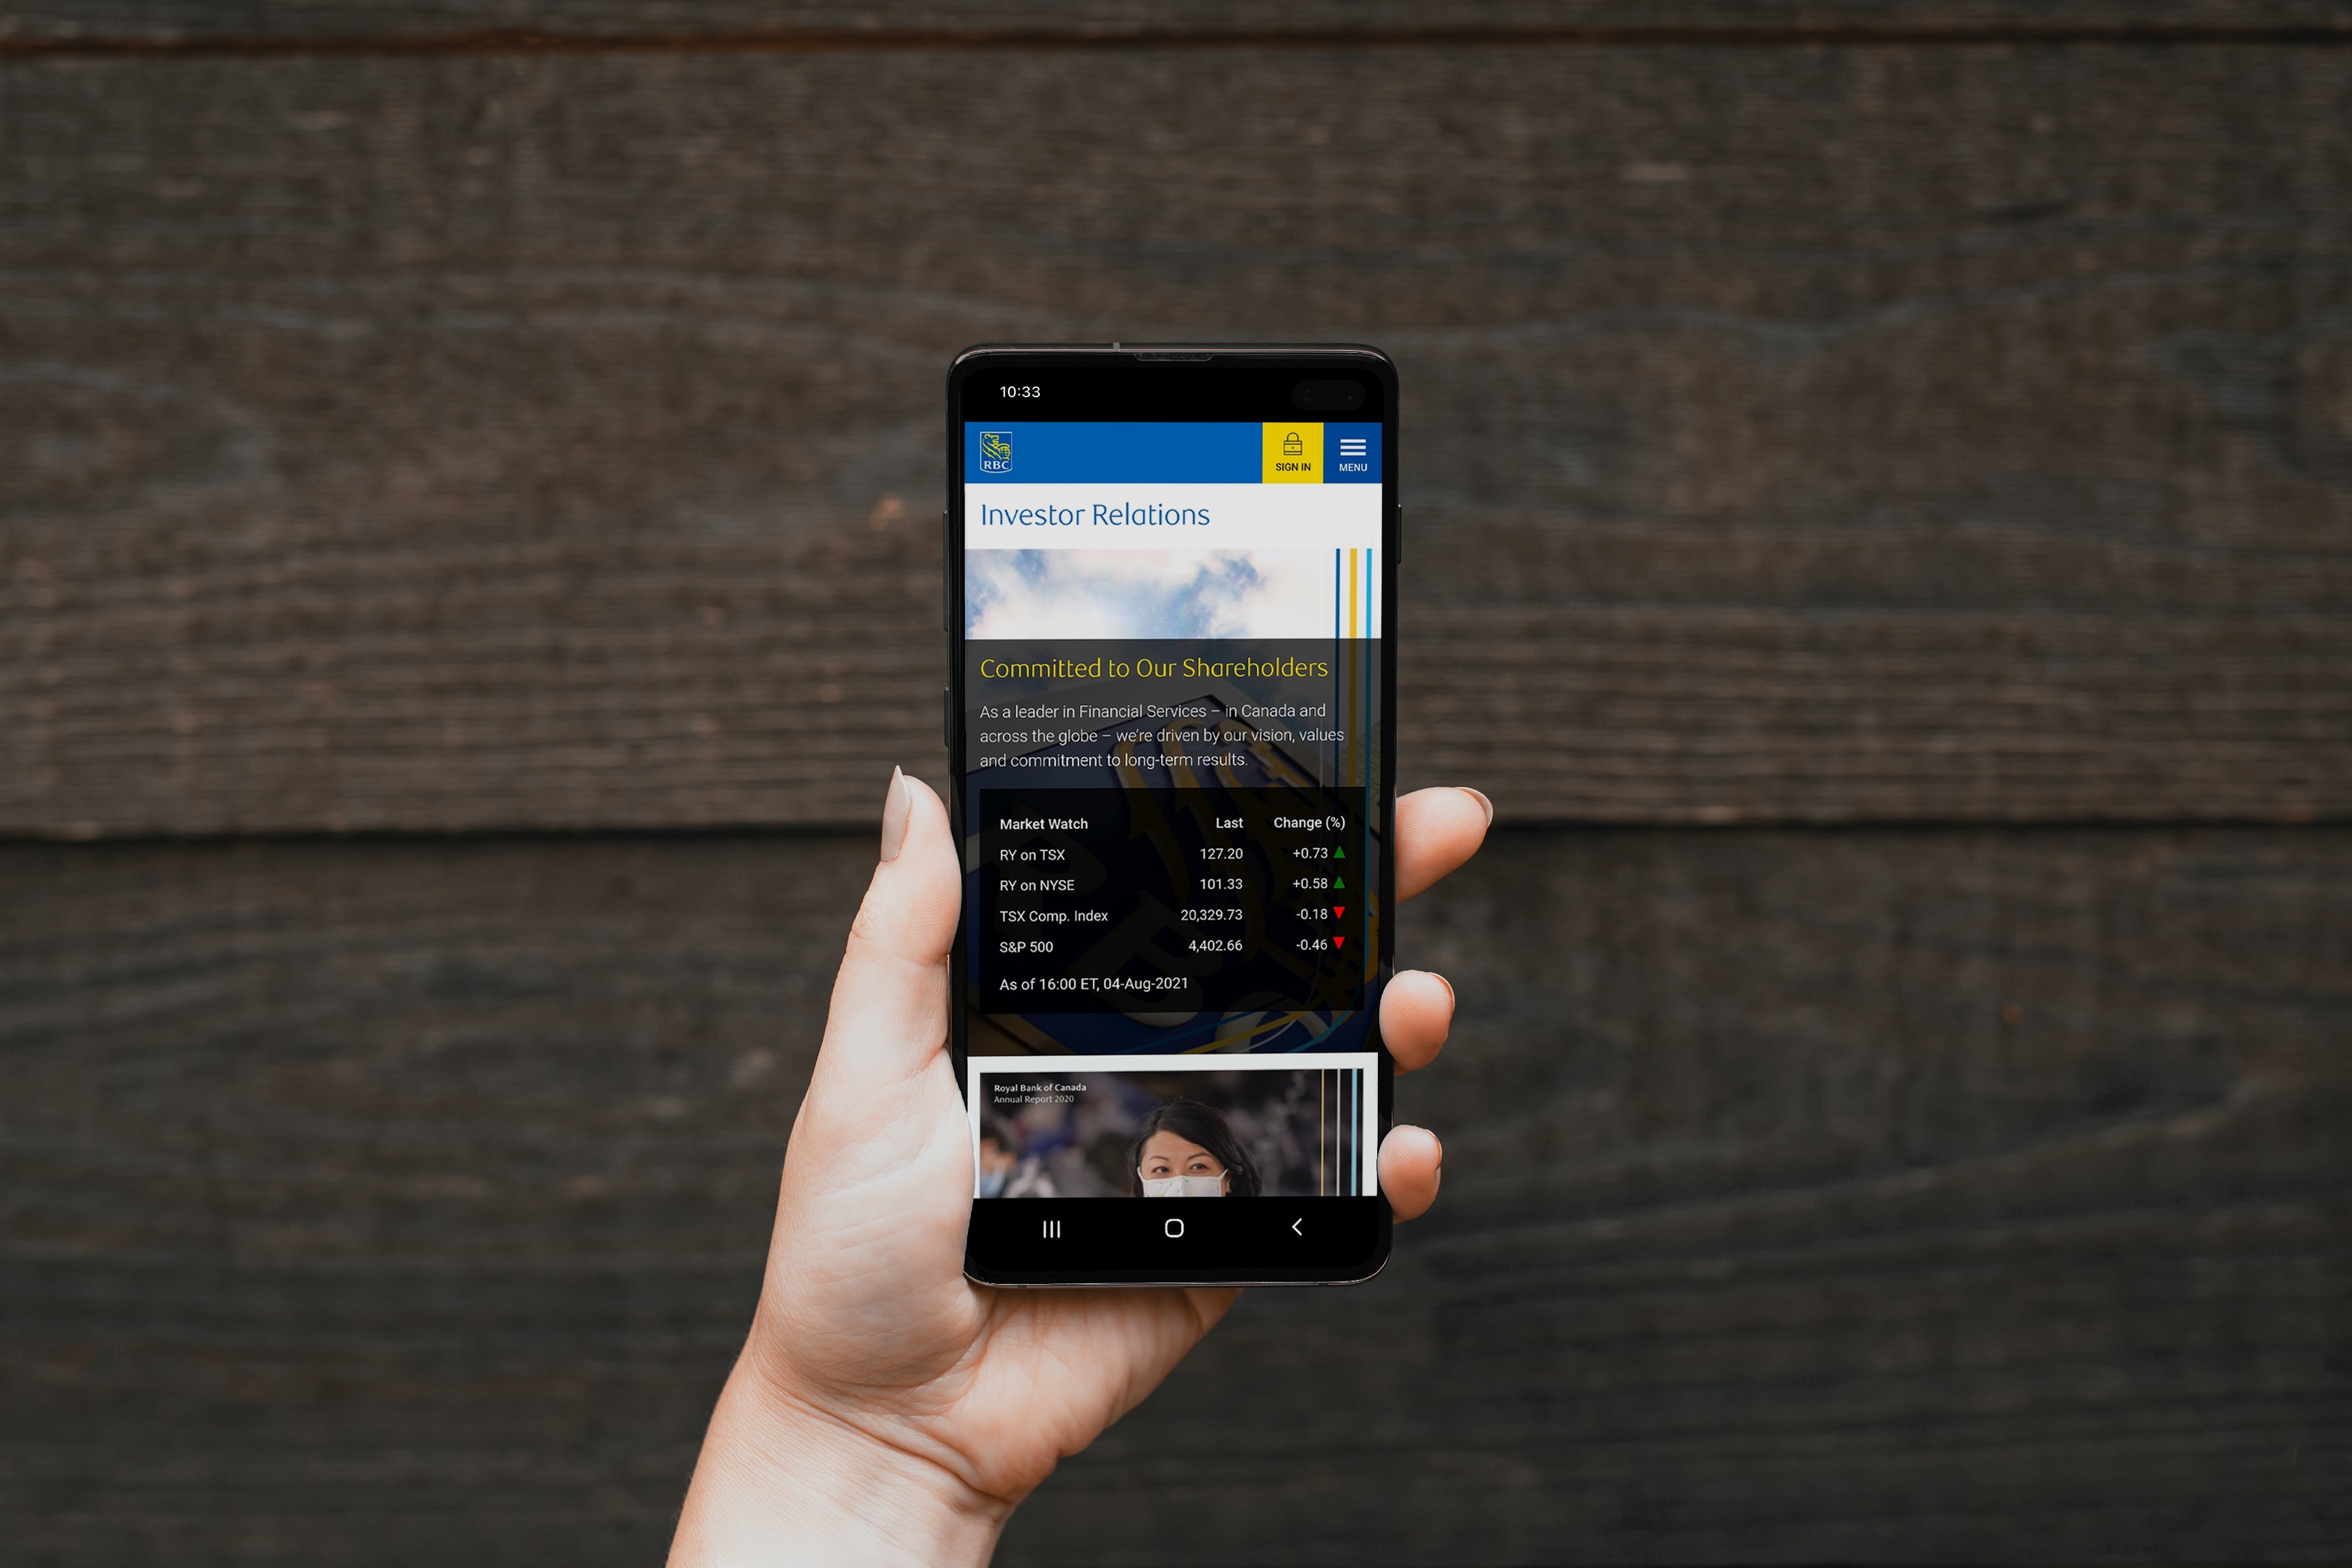 10:33
RBC
SIGN IN
MENU
Investor Relations
Committed to Our Shareholders
As a leader in Financial Services – in Canada and
across the globe – we're driven by our vision, values
and commitment to long-term results.
Market Watch Last Change (%)
RY on TSX 127.20 +0.73
RY on NYSE 101.33 +0.58
TSX Comp. Index 20,329.73 -0.18
S&P 500 4,402.66 -0.46
As of 16:00 ET, 04-Aug-2021
Royal Bank of Canada
Annual Report 2020